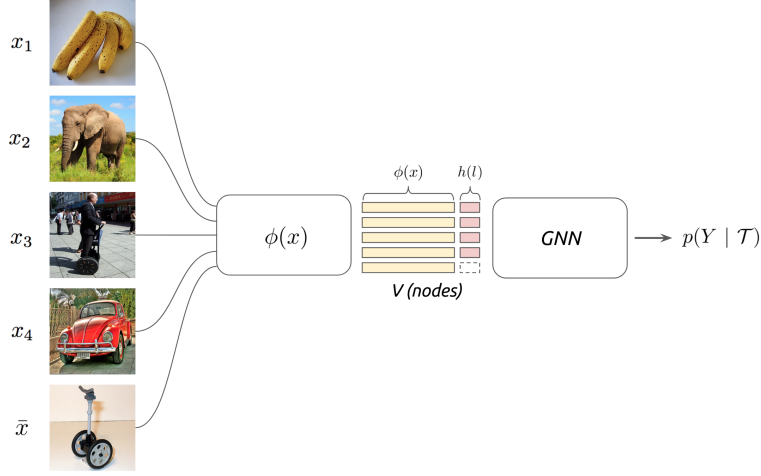 x₁
x₂
x₃
x₄
x̄
ϕ(x)
ϕ(x) h(l)
V (nodes)
GNN
p(Y | 𝒯)